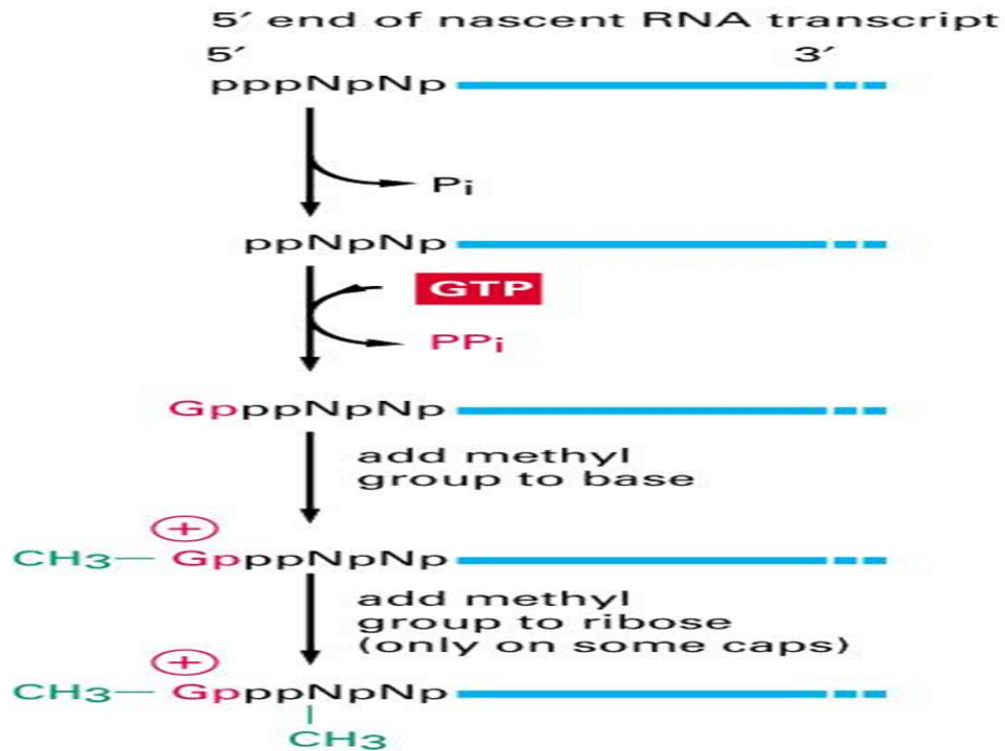 5′ end of nascent RNA transcript
5′ 3′
pppNpNp
Pi
ppNpNp
GTP
PPi
GpppNpNp
add methyl
group to base
+
CH3— GpppNpNp
add methyl
group to ribose
(only on some caps)
+
CH3— GpppNpNp
CH3